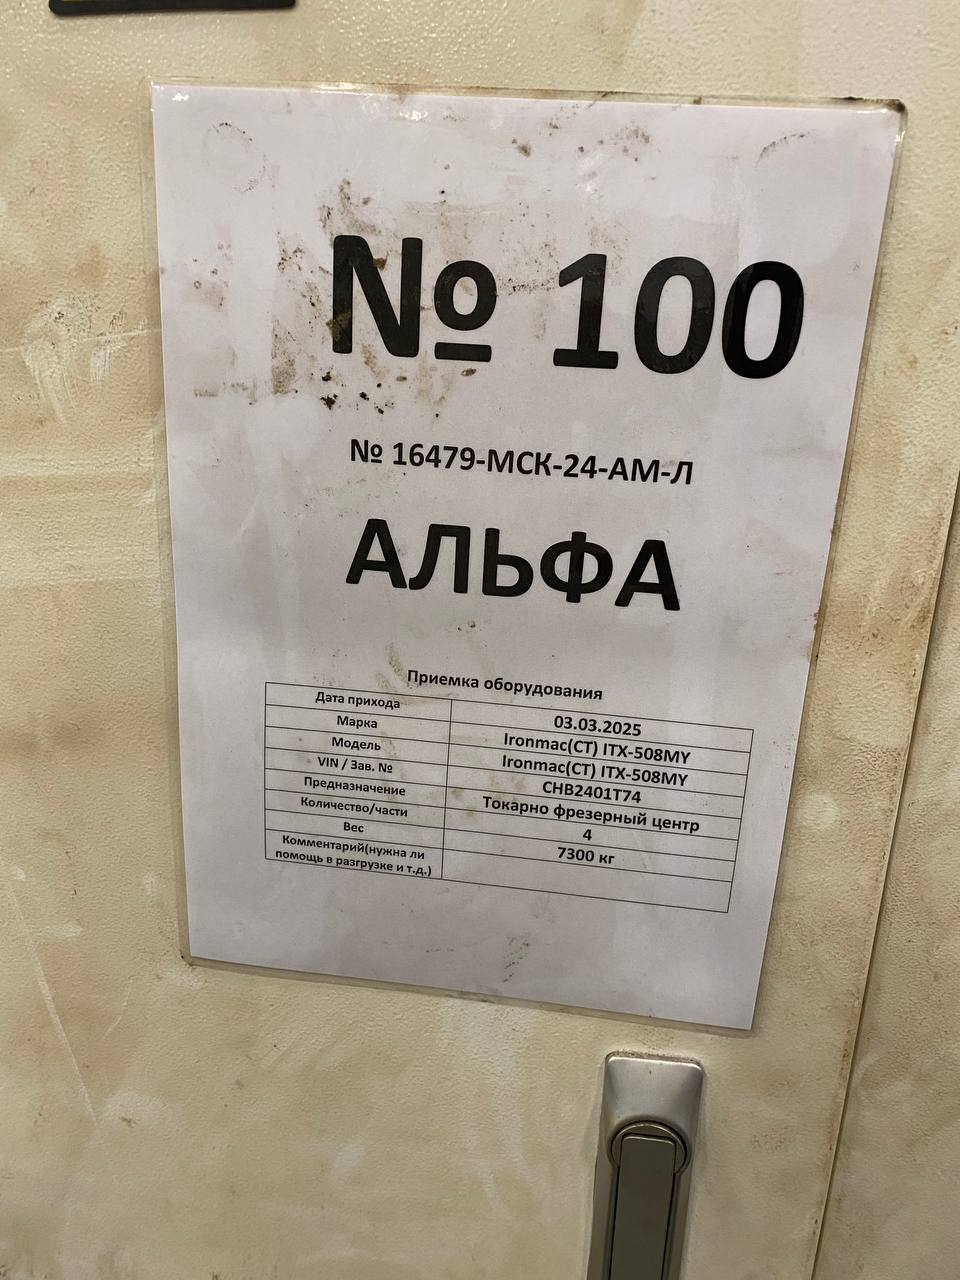 № 100
№ 16479-МСК-24-АМ-Л
АЛЬФА
Приемка оборудования
Дата прихода 03.03.2025
Марка Ironmac(СТ) ITX-508MY
Модель Ironmac(СТ) ITX-508MY
VIN / Зав. № CHB2401T74
Предназначение Токарно фрезерный центр
Количество/части 4
Вес 7300 кг
Комментарий(нужна ли
помощь в разгрузке и т.д.)